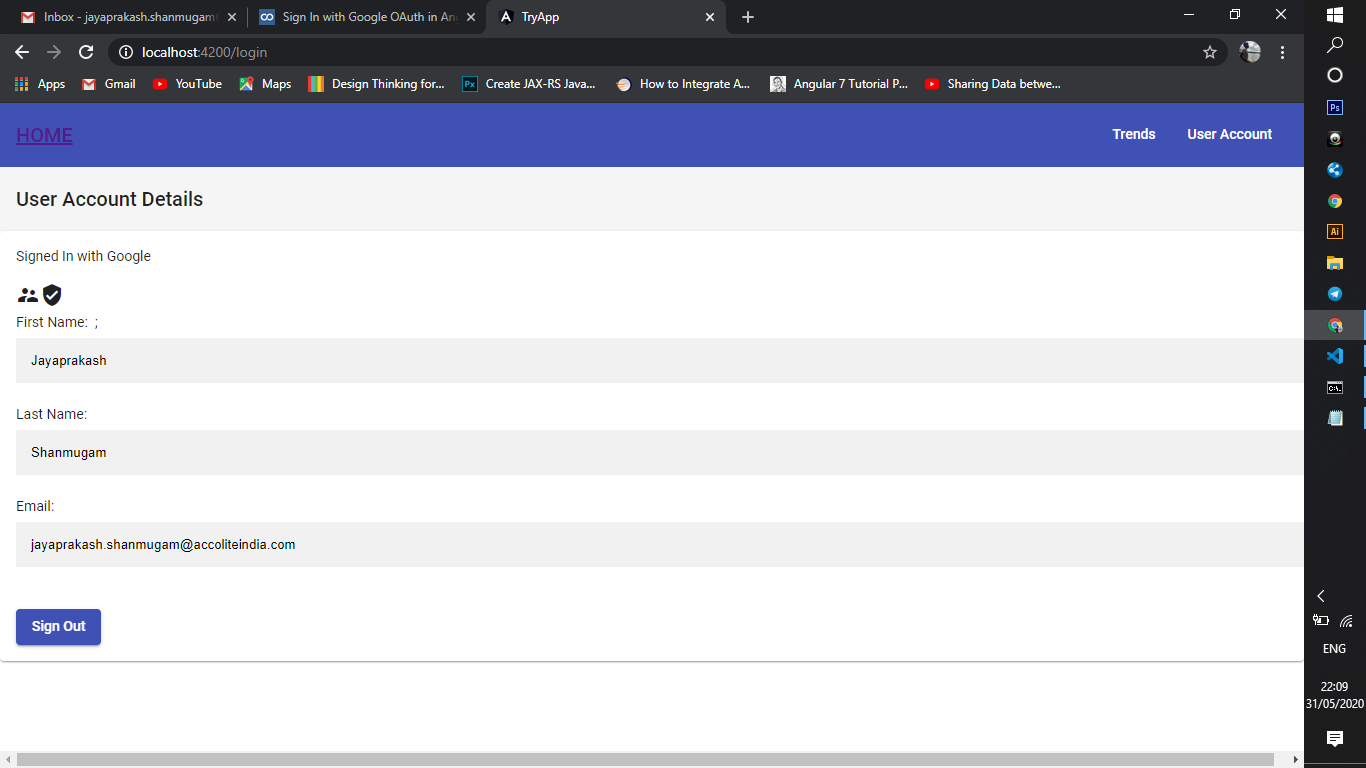 Inbox - jayaprakash.shanmugam
Sign In with Google OAuth in An
TryApp
localhost:4200/login
Apps Gmail YouTube Maps Design Thinking for... Px Create JAX-RS Java... How to Integrate A... Angular 7 Tutorial P... Sharing Data betwe...
HOME Trends User Account
User Account Details
Signed In with Google
First Name: ;
Jayaprakash
Last Name:
Shanmugam
Email:
jayaprakash.shanmugam@accoliteindia.com
Sign Out
Ps
Ai
C:\.
ENG
22:09
31/05/2020